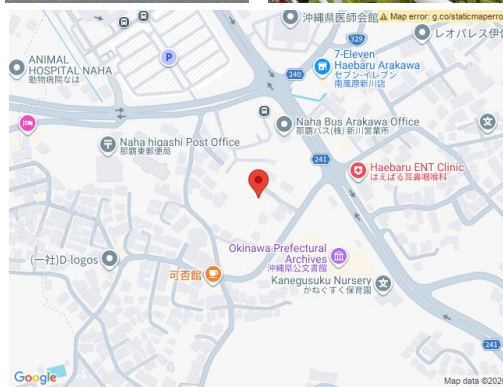 沖縄県医師会館
Map error: g.co/staticmaperro
329
レオパレス伊
ANIMAL
HOSPITAL NAHA
動物病院なは
P
7-Eleven
Haebaru Arakawa
セブン-イレブン
南風原新川店
240
Naha Bus Arakawa Office
那覇バス(株) 新川営業所
Naha higashi Post Office
那覇東郵便局
241
Haebaru ENT Clinic
はえばる耳鼻咽喉科
Okinawa Prefectural
Archives
沖縄県公文書館
(一社)D-logos
可否館
Kanegusuku Nursery
かねぐすく保育園
241
Google
Map data ©2026